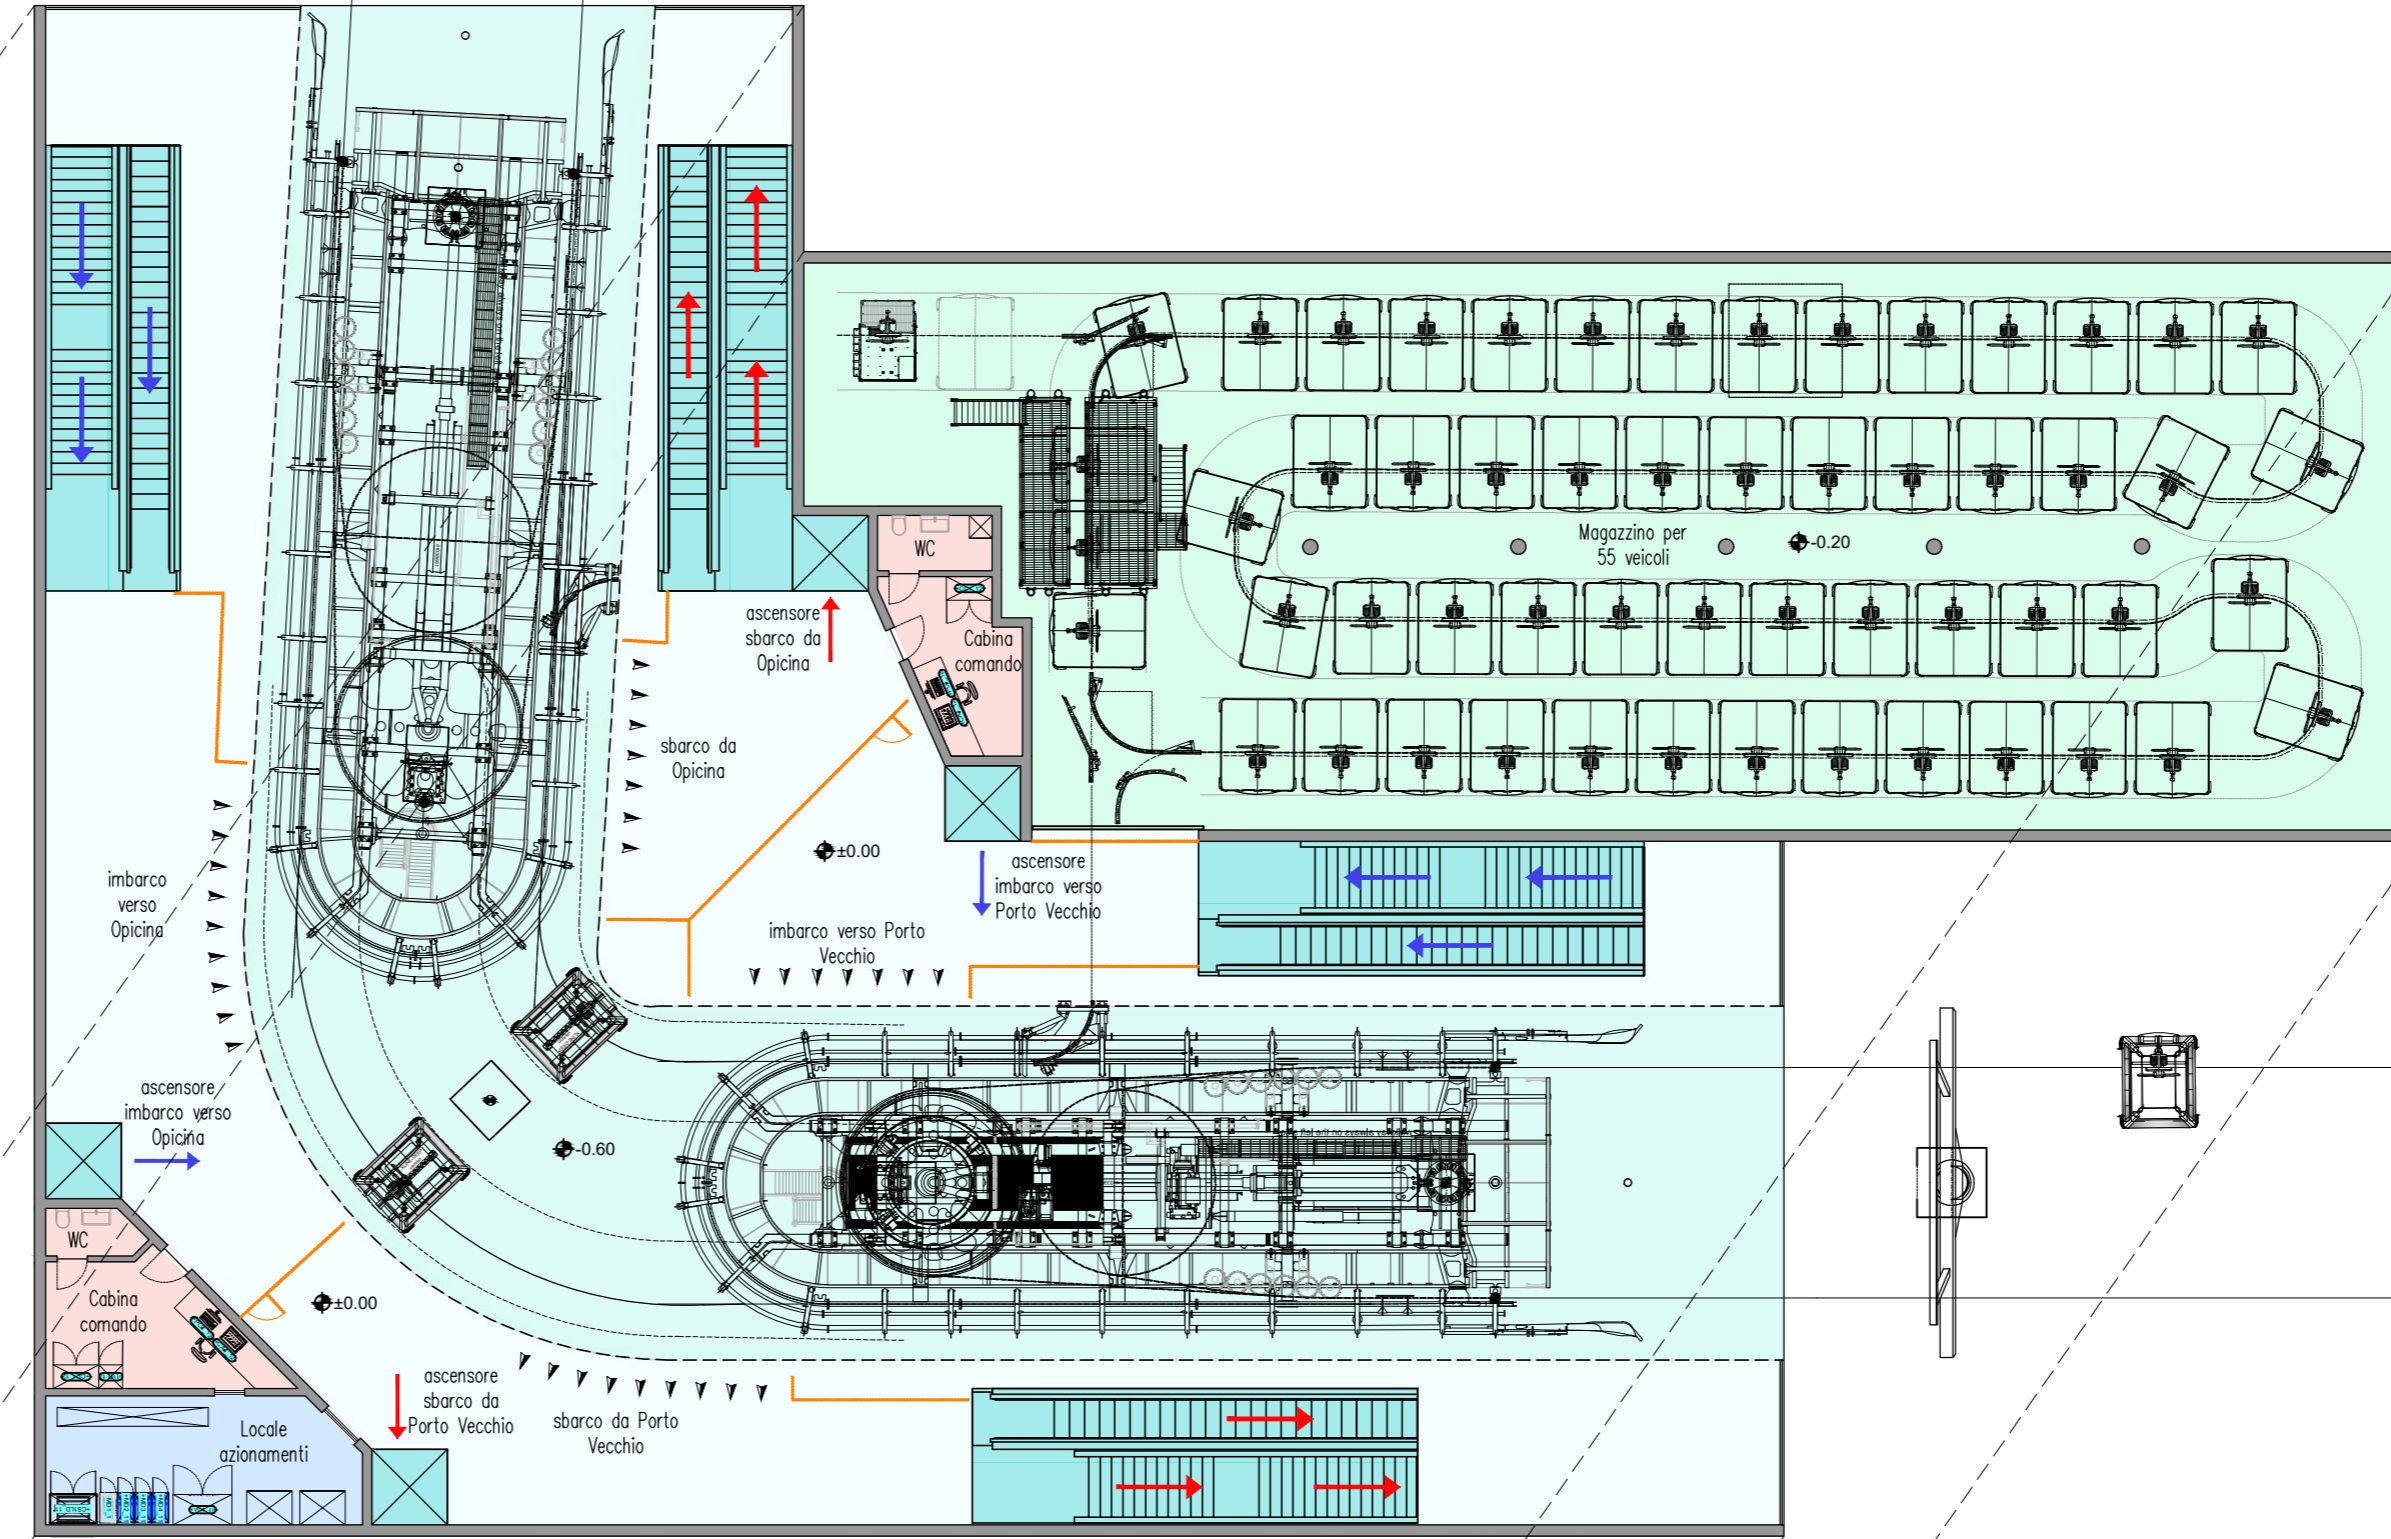 WC
Magazzino per
55 veicoli
-0.20
ascensore
sbarco da
Opicina
Cabina
comando
sbarco da
Opicina
±0.00
ascensore
imbarco verso
Porto Vecchio
imbarco
verso
Opicina
imbarco verso Porto
Vecchio
ascensore
imbarco verso
Opicina
-0.60
WC
Cabina
comando
±0.00
ascensore
sbarco da
Porto Vecchio
sbarco da Porto
Vecchio
Locale
azionamenti